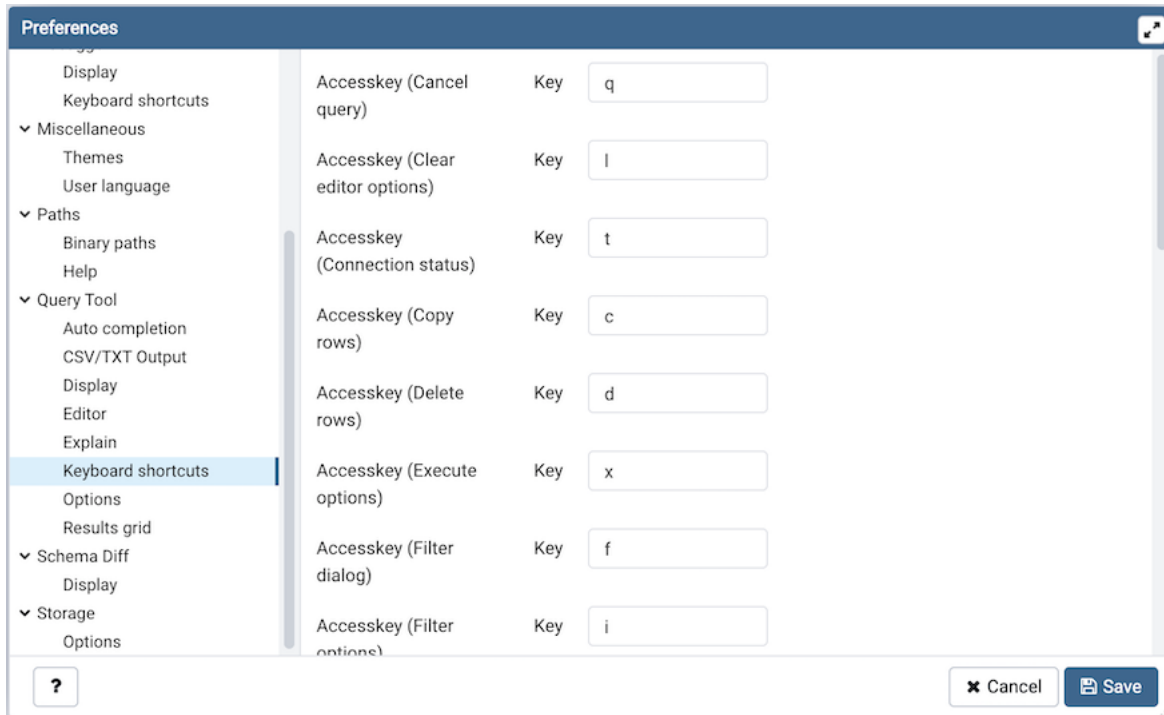 Preferences
Display
Keyboard shortcuts
Miscellaneous
Themes
User language
Paths
Binary paths
Help
Query Tool
Auto completion
CSV/TXT Output
Display
Editor
Explain
Keyboard shortcuts
Options
Results grid
Schema Diff
Display
Storage
Options
Accesskey (Cancel
query)
Key
q
Accesskey (Clear
editor options)
Key
l
Accesskey
(Connection status)
Key
t
Accesskey (Copy
rows)
Key
c
Accesskey (Delete
rows)
Key
d
Accesskey (Execute
options)
Key
x
Accesskey (Filter
dialog)
Key
f
Accesskey (Filter
options)
Key
i
?
Cancel
Save